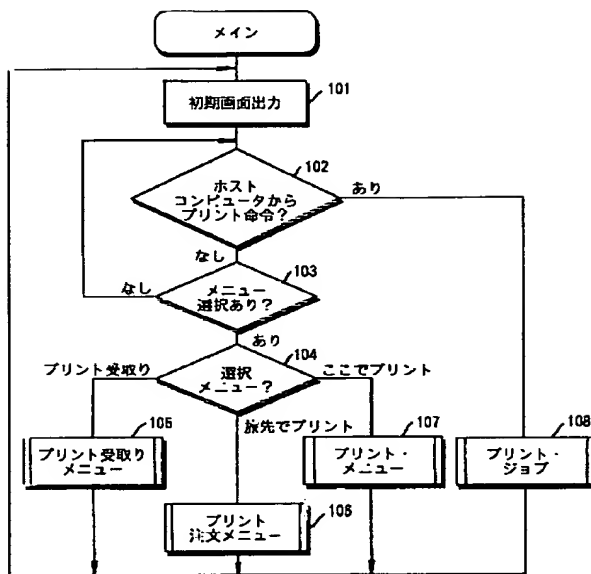 メイン
初期画面出力
101
102
ホスト
コンピュータから
プリント命令？
あり
なし
103
なし
メニュー
選択あり？
あり
104
プリント受取り
選択
メニュー？
ここでプリント
旅先でプリント
105
プリント受取り
メニュー
107
プリント・
メニュー
108
プリント・
ジョブ
106
プリント
注文メニュー